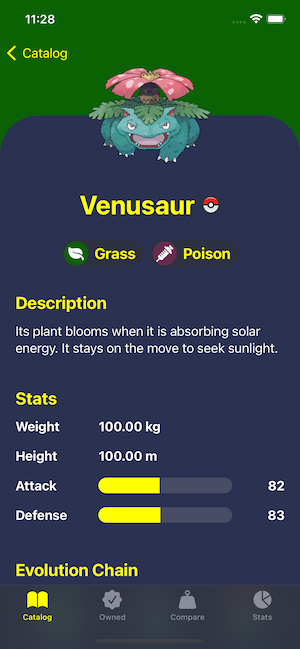 11:28
Catalog
Venusaur
Grass
Poison
Description
Its plant blooms when it is absorbing solar
energy. It stays on the move to seek sunlight.
Stats
Weight 100.00 kg
Height 100.00 m
Attack 82
Defense 83
Evolution Chain
Catalog Owned Compare Stats